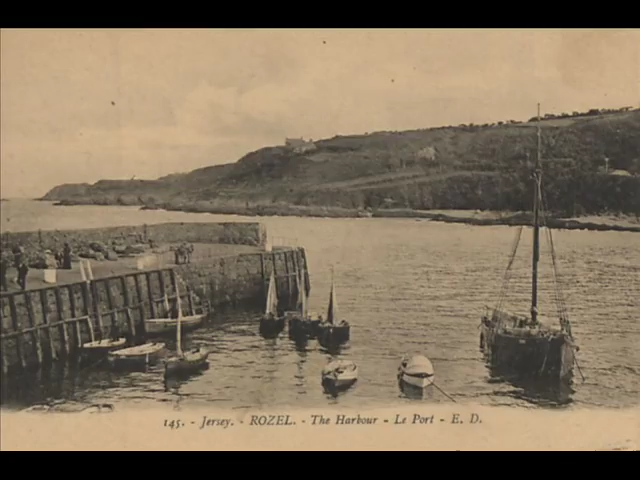 145. - Jersey. - ROZEL. - The Harbour - Le Port - E. D.